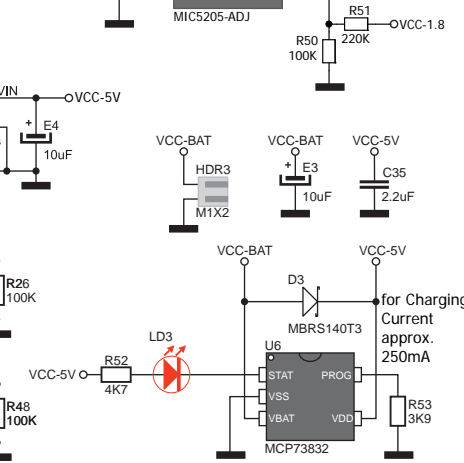 MIC5205-ADJ
R51
220K
VCC-1.8
R50
100K
VIN
VCC-5V
+
E4
10uF
VCC-BAT
HDR3
M1X2
VCC-BAT
+
E3
10uF
VCC-5V
C35
2.2uF
R26
100K
VCC-BAT
VCC-5V
D3
MBRS140T3
for Charging
Current
approx.
250mA
LD3
VCC-5V
R52
4K7
U6
STAT
PROG
VSS
VBAT
VDD
MCP73832
R53
3K9
R48
100K